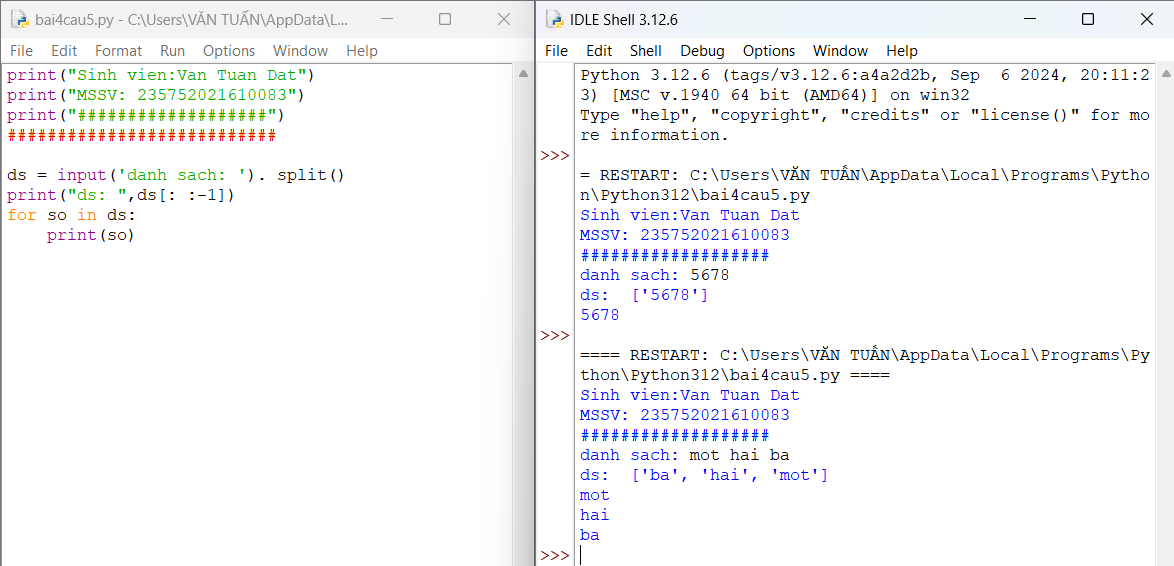 bai4cau5.py - C:\Users\VĂN TUẤN\AppData\L...
File Edit Format Run Options Window Help
print("Sinh vien:Van Tuan Dat")
print("MSSV: 235752021610083")
print("###################")
###########################
ds = input('danh sach: '). split()
print("ds: ",ds[: :-1])
for so in ds:
    print(so)
IDLE Shell 3.12.6
File Edit Shell Debug Options Window Help
Python 3.12.6 (tags/v3.12.6:a4a2d2b, Sep  6 2024, 20:11:2
3) [MSC v.1940 64 bit (AMD64)] on win32
Type "help", "copyright", "credits" or "license()" for mo
re information.
>>>
= RESTART: C:\Users\VĂN TUẤN\AppData\Local\Programs\Pytho
n\Python312\bai4cau5.py
Sinh vien:Van Tuan Dat
MSSV: 235752021610083
###################
danh sach: 5678
ds:  ['5678']
5678
>>>
==== RESTART: C:\Users\VĂN TUẤN\AppData\Local\Programs\Py
thon\Python312\bai4cau5.py ====
Sinh vien:Van Tuan Dat
MSSV: 235752021610083
###################
danh sach: mot hai ba
ds:  ['ba', 'hai', 'mot']
mot
hai
ba
>>>